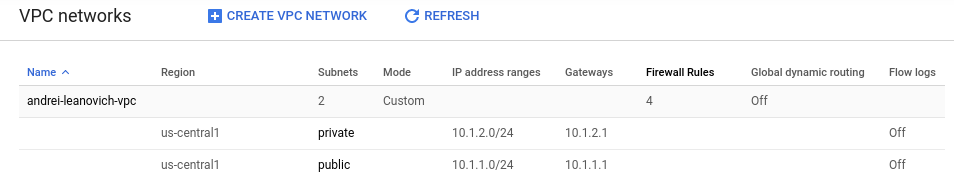 VPC networks CREATE VPC NETWORK REFRESH
Name Region Subnets Mode IP address ranges Gateways Firewall Rules Global dynamic routing Flow logs
andrei-leanovich-vpc 2 Custom 4 Off
us-central1 private 10.1.2.0/24 10.1.2.1 Off
us-central1 public 10.1.1.0/24 10.1.1.1 Off